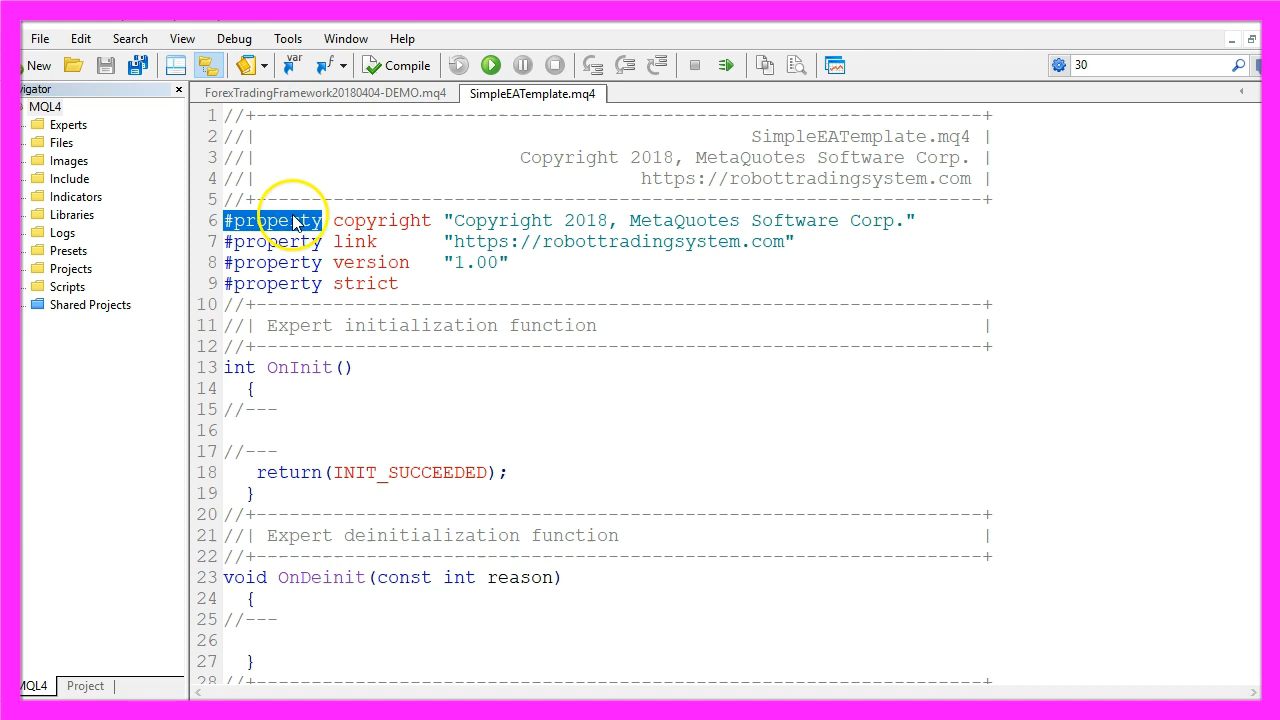 File Edit Search View Debug Tools Window Help
New var Compile 30
avigator ×
ForexTradingFramework20180404-DEMO.mq4 SimpleEATemplate.mq4
MQL4
Experts
Files
Images
Include
Indicators
Libraries
Logs
Presets
Projects
Scripts
Shared Projects
MQL4 Project
1 //+------------------------------------------------------------------+
2 //| SimpleEATemplate.mq4 |
3 //| Copyright 2018, MetaQuotes Software Corp. |
4 //| https://robottradingsystem.com |
5 //+------------------------------------------------------------------+
6 #property copyright "Copyright 2018, MetaQuotes Software Corp."
7 #property link "https://robottradingsystem.com"
8 #property version "1.00"
9 #property strict
10 //+------------------------------------------------------------------+
11 //| Expert initialization function |
12 //+------------------------------------------------------------------+
13 int OnInit()
14 {
15 //---
16
17 //---
18 return(INIT_SUCCEEDED);
19 }
20 //+------------------------------------------------------------------+
21 //| Expert deinitialization function |
22 //+------------------------------------------------------------------+
23 void OnDeinit(const int reason)
24 {
25 //---
26
27 }
28 //+------------------------------------------------------------------+